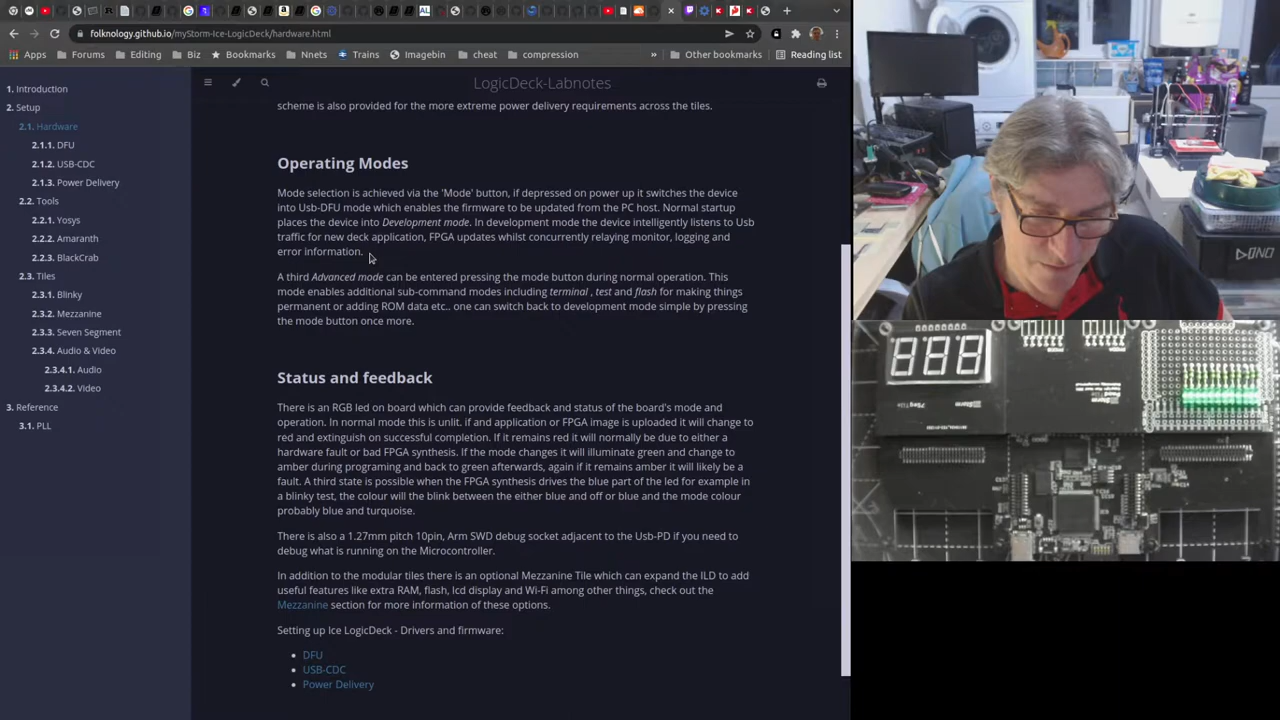 folknology.github.io/myStorm-Ice-LogicDeck/hardware.html
Apps Forums Editing Biz Bookmarks Nnets Trains Imagebin cheat compression » Other bookmarks Reading list
LogicDeck-Labnotes
1. Introduction
2. Setup
2.1. Hardware
2.1.1. DFU
2.1.2. USB-CDC
2.1.3. Power Delivery
2.2. Tools
2.2.1. Yosys
2.2.2. Amaranth
2.2.3. BlackCrab
2.3. Tiles
2.3.1. Blinky
2.3.2. Mezzanine
2.3.3. Seven Segment
2.3.4. Audio & Video
2.3.4.1. Audio
2.3.4.2. Video
3. Reference
3.1. PLL
scheme is also provided for the more extreme power delivery requirements across the tiles.
Operating Modes
Mode selection is achieved via the 'Mode' button, if depressed on power up it switches the device
into Usb-DFU mode which enables the firmware to be updated from the PC host. Normal startup
places the device into Development mode. In development mode the device intelligently listens to Usb
traffic for new deck application, FPGA updates whilst concurrently relaying monitor, logging and
error information.
A third Advanced mode can be entered pressing the mode button during normal operation. This
mode enables additional sub-command modes including terminal , test and flash for making things
permanent or adding ROM data etc.. one can switch back to development mode simple by pressing
the mode button once more.
Status and feedback
There is an RGB led on board which can provide feedback and status of the board's mode and
operation. In normal mode this is unlit. if and application or FPGA image is uploaded it will change to
red and extinguish on successful completion. If it remains red it will normally be due to either a
hardware fault or bad FPGA synthesis. If the mode changes it will illuminate green and change to
amber during programing and back to green afterwards, again if it remains amber it will likely be a
fault. A third state is possible when the FPGA synthesis drives the blue part of the led for example in
a blinky test, the colour will the blink between the either blue and off or blue and the mode colour
probably blue and turquoise.
There is also a 1.27mm pitch 10pin, Arm SWD debug socket adjacent to the Usb-PD if you need to
debug what is running on the Microcontroller.
In addition to the modular tiles there is an optional Mezzanine Tile which can expand the ILD to add
useful features like extra RAM, flash, lcd display and Wi-Fi among other things, check out the
Mezzanine section for more information of these options.
Setting up Ice LogicDeck - Drivers and firmware:
DFU
USB-CDC
Power Delivery
888